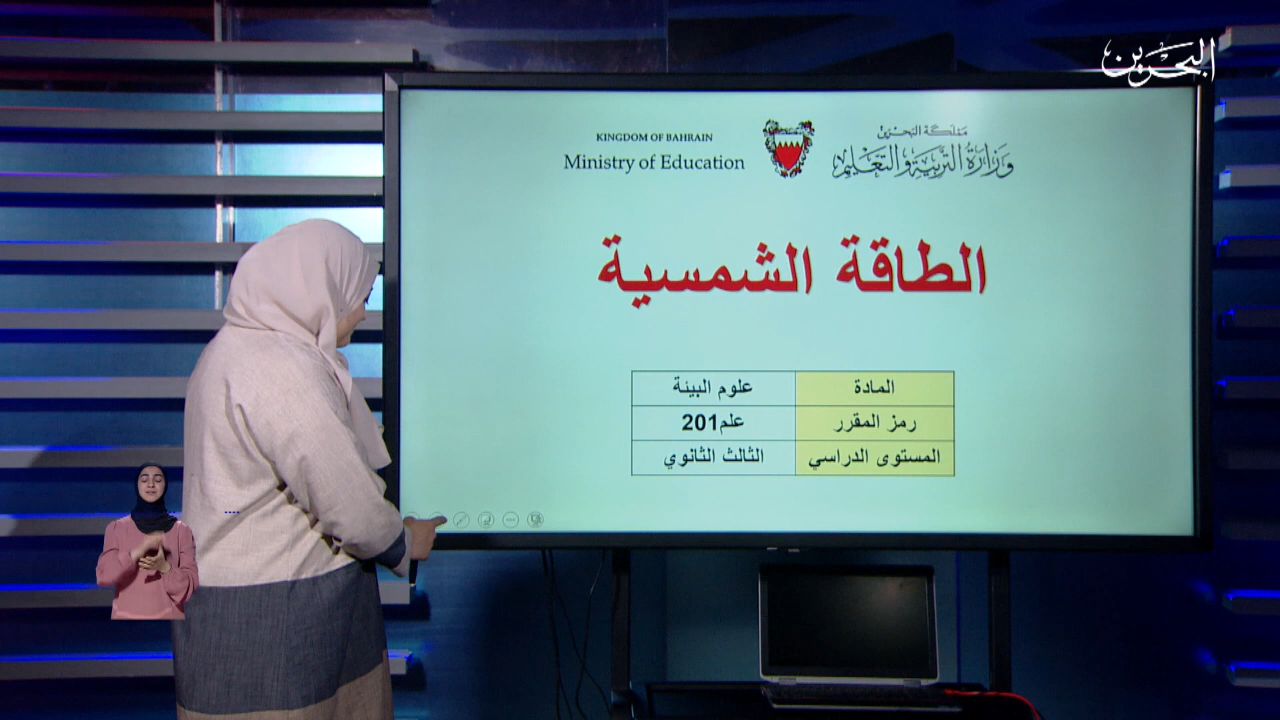 البحرين
KINGDOM OF BAHRAIN
Ministry of Education
مملكة البحرين
وزارة التربية والتعليم
الطاقة الشمسية
المادة علوم البيئة
رمز المقرر علم201
المستوى الدراسي الثالث الثانوي